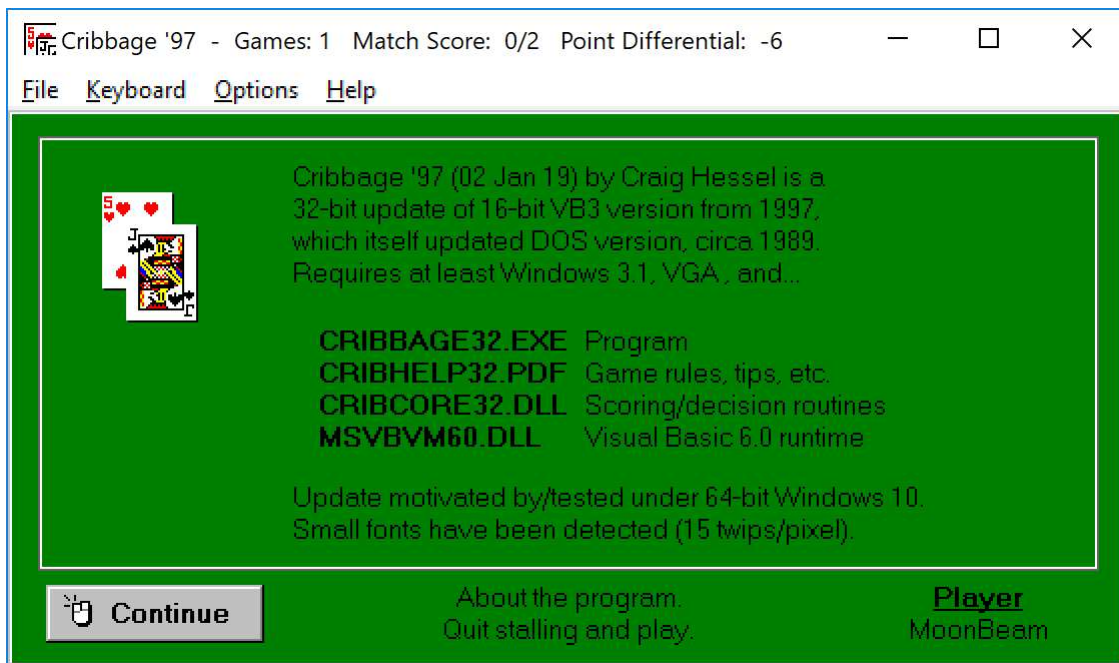 Cribbage '97 - Games: 1 Match Score: 0/2 Point Differential: -6
File Keyboard Options Help
Cribbage '97 (02 Jan 19) by Craig Hessel is a
32-bit update of 16-bit VB3 version from 1997,
which itself updated DOS version, circa 1989.
Requires at least Windows 3.1, VGA , and...
CRIBBAGE32.EXE Program
CRIBHELP32.PDF Game rules, tips, etc.
CRIBCORE32.DLL Scoring/decision routines
MSVBVM60.DLL Visual Basic 6.0 runtime
Update motivated by/tested under 64-bit Windows 10.
Small fonts have been detected (15 twips/pixel).
5
J
J
Continue
About the program.
Quit stalling and play.
Player
MoonBeam